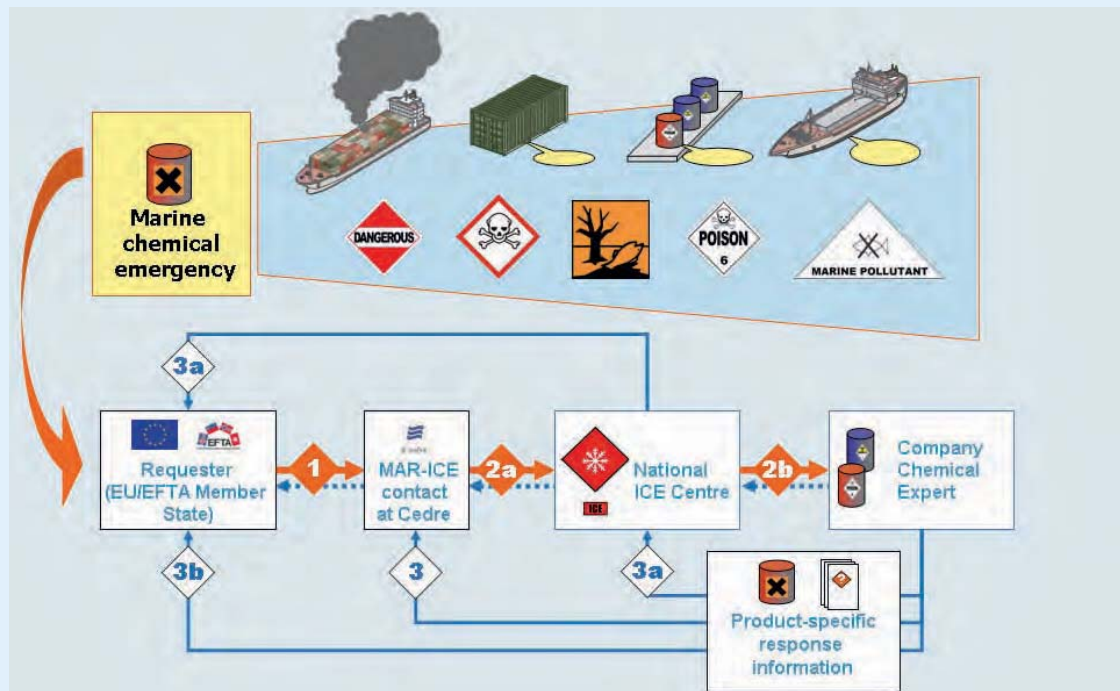 Marine
chemical
emergency
DANGEROUS
POISON
6
MARINE POLLUTANT
3a
EFTA
Requester
(EU/EFTA Member
State)
1
MAR-ICE
contact
at Cedre
2a
ICE
National
ICE Centre
2b
Company
Chemical
Expert
3b
3
3a
?
Product-specific
response
information